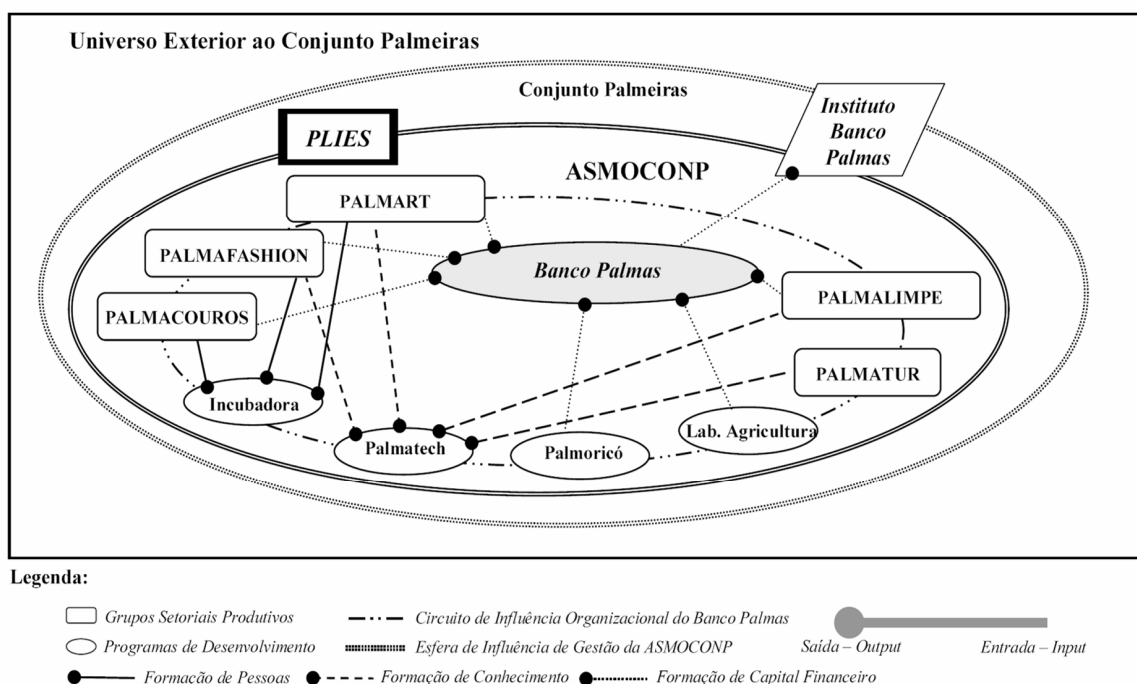 Universo Exterior ao Conjunto Palmeiras
Conjunto Palmeiras
Instituto
Banco
Palmas
PLIES
ASMOCONP
PALMART
PALMAFASHION
Banco Palmas
PALMALIMPE
PALMACOUROS
PALMATUR
Incubadora
Lab. Agricultura
Palmatech
Palmoricó
Legenda:
Grupos Setoriais Produtivos
Circuito de Influência Organizacional do Banco Palmas
Programas de Desenvolvimento
Esfera de Influência de Gestão da ASMOCONP
Saída – Output
Entrada – Input
Formação de Pessoas
Formação de Conhecimento
Formação de Capital Financeiro